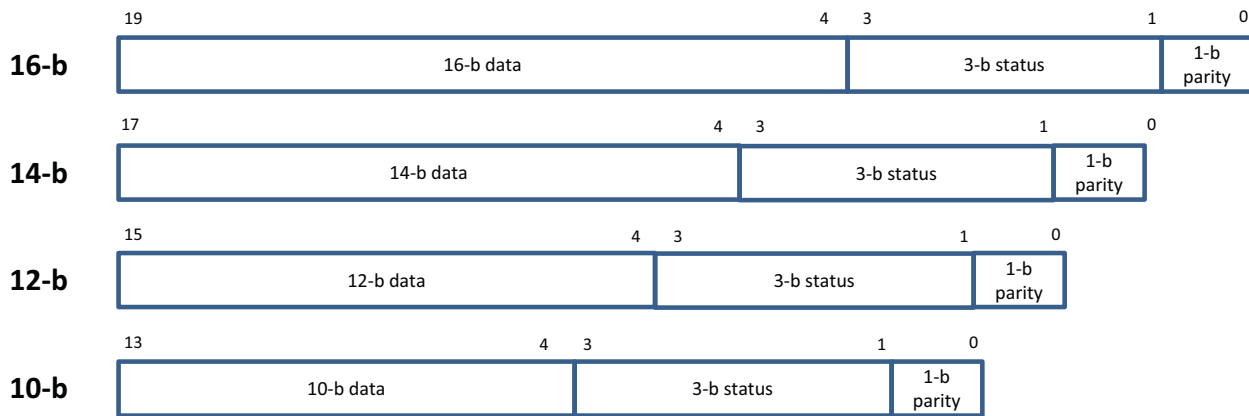 19 4 3 1 0
16-b 16-b data 3-b status 1-b
parity
17 4 3 1 0
14-b 14-b data 3-b status 1-b
parity
15 4 3 1 0
12-b 12-b data 3-b status 1-b
parity
13 4 3 1 0
10-b 10-b data 3-b status 1-b
parity